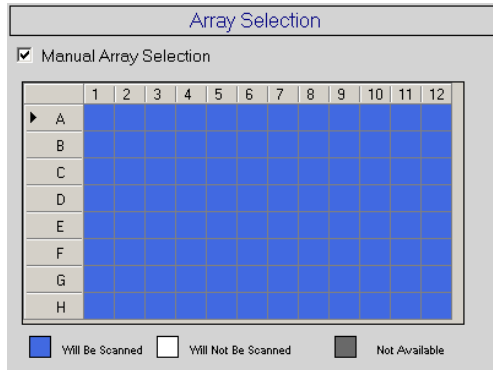 Array Selection
Manual Array Selection
1 2 3 4 5 6 7 8 9 10 11 12
A
B
C
D
E
F
G
H
Will Be Scanned Will Not Be Scanned Not Available